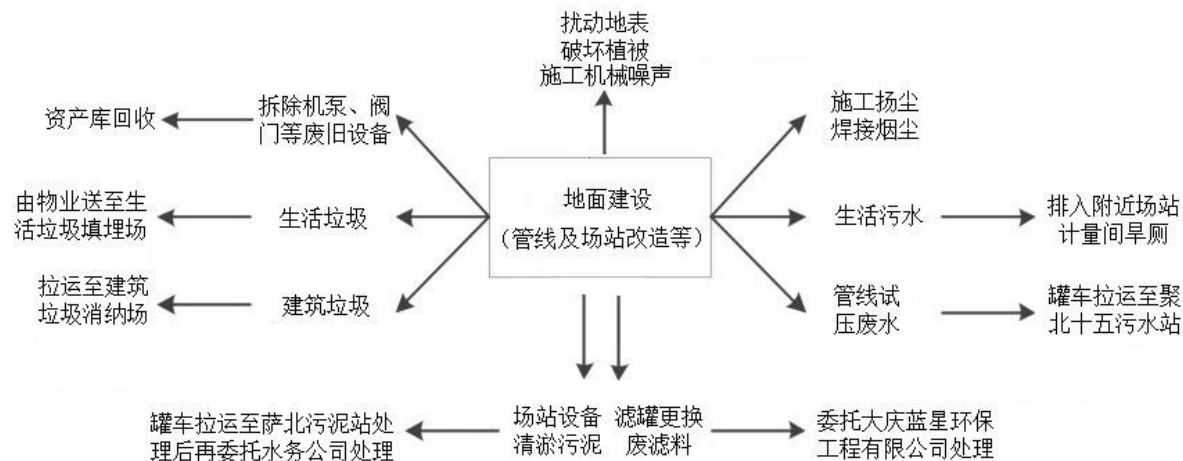 扰动地表
破坏植被
施工机械噪声
资产库回收
拆除机泵、阀
门等废旧设备
施工扬尘
焊接烟尘
由物业送至生
活垃圾填埋场
生活垃圾
地面建设
（管线及场站改造等）
生活污水
排入附近场站
计量间旱厕
拉运至建筑
垃圾消纳场
建筑垃圾
管线试
压废水
罐车拉运至聚
北十五污水站
罐车拉运至萨北污泥站处
理后再委托水务公司处理
场站设备
清淤污泥
滤罐更换
废滤料
委托大庆蓝星环保
工程有限公司处理